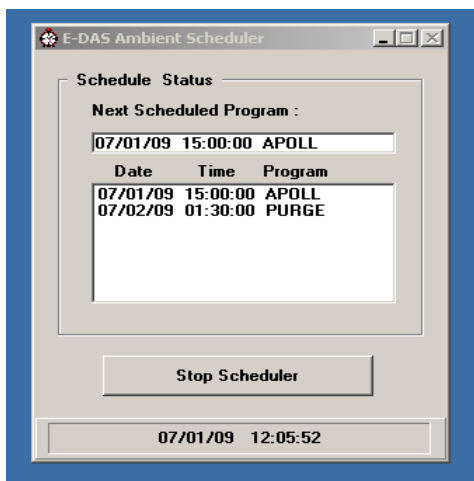 E-DAS Ambient Scheduler
Schedule Status
Next Scheduled Program :
07/01/09 15:00:00 APOLL
Date Time Program
07/01/09 15:00:00 APOLL
07/02/09 01:30:00 PURGE
Stop Scheduler
07/01/09 12:05:52